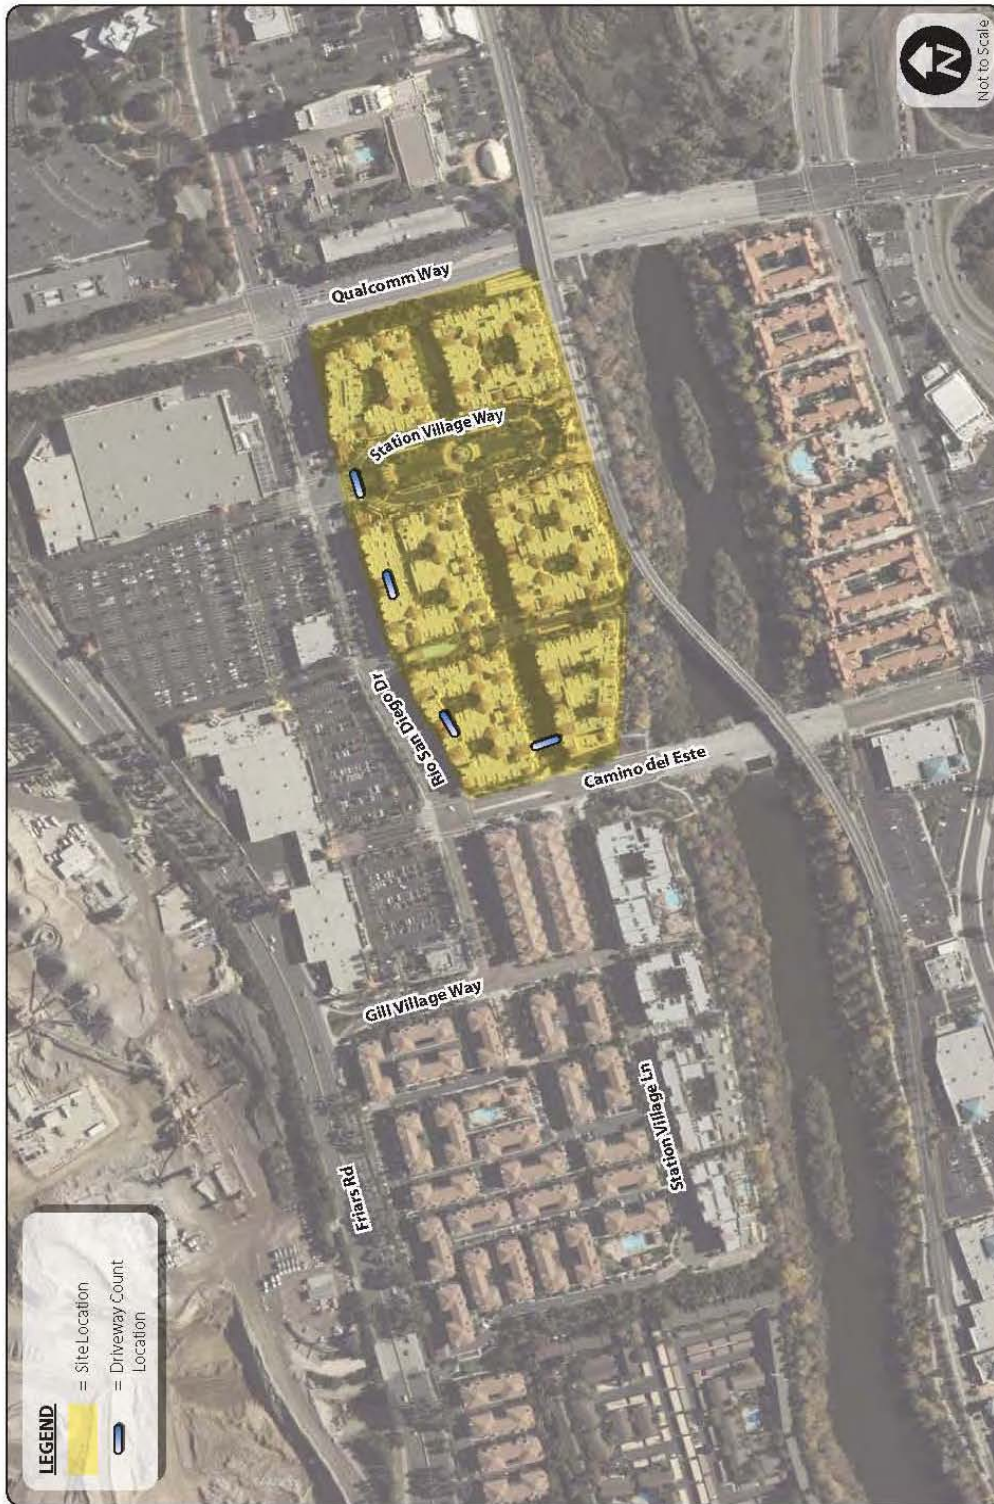 LEGEND
= Site Location
= Driveway Count
Location
Friars Rd
Gill Village Way
Station Village Ln
Rio San Diego Dr
Camino del Este
Station Village Way
Qualcomm Way
N
Not to Scale